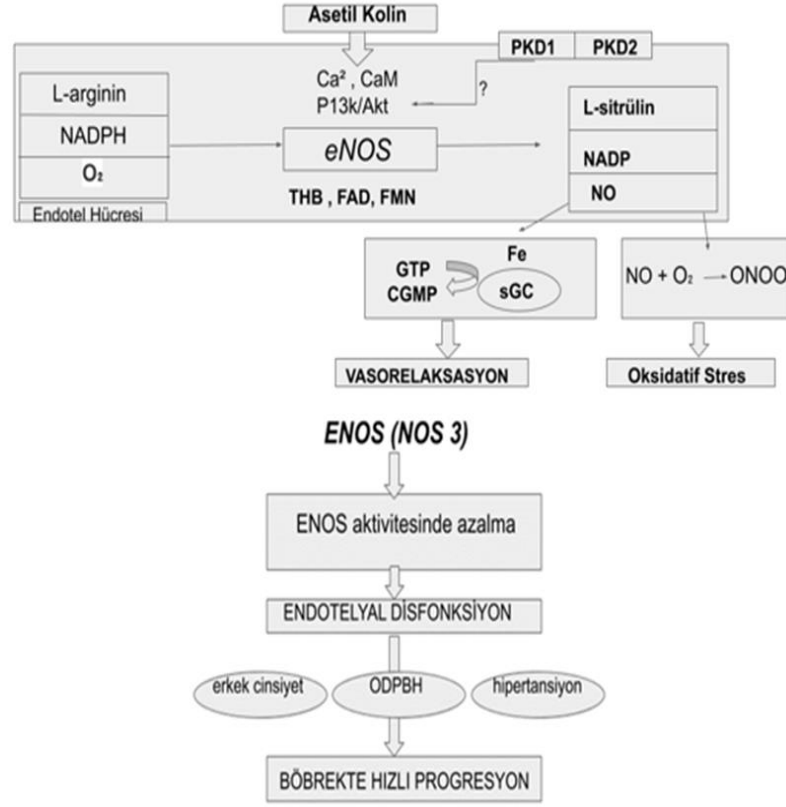 Asetil Kolin
PKD1 PKD2
Ca² , CaM
P13k/Akt
?
L-arginin
NADPH
O₂
Endotel Hücresi
eNOS
THB , FAD, FMN
L-sitrülin
NADP
NO
Fe
GTP
CGMP
sGC
NO + O₂ → ONOO
VASORELAKSASYON
Oksidatif Stres
ENOS (NOS 3)
ENOS aktivitesinde azalma
ENDOTELYAL DİSFONKSİYON
erkek cinsiyet
ODPBH
hipertansiyon
BÖBREKTE HIZLI PROGRESYON